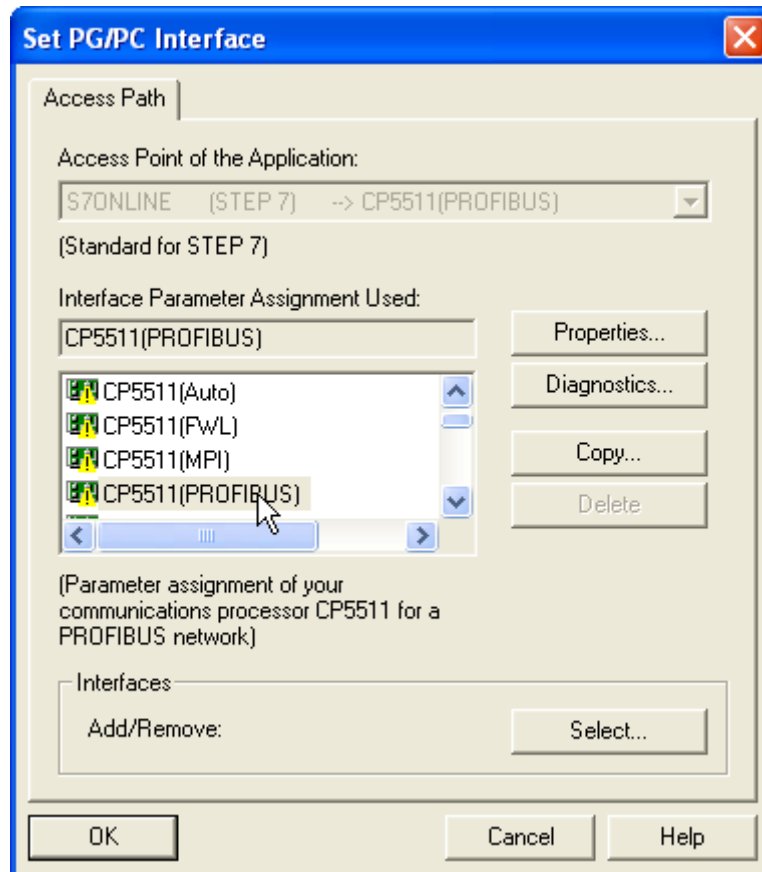 Set PG/PC Interface
Access Path
Access Point of the Application:
S7ONLINE (STEP 7) --> CP5511(PROFIBUS)
(Standard for STEP 7)
Interface Parameter Assignment Used:
CP5511(PROFIBUS)
Properties...
CP5511(Auto)
Diagnostics...
CP5511(FWL)
CP5511(MPI)
Copy...
CP5511(PROFIBUS)
Delete
(Parameter assignment of your
communications processor CP5511 for a
PROFIBUS network)
Interfaces
Add/Remove:
Select...
OK
Cancel
Help